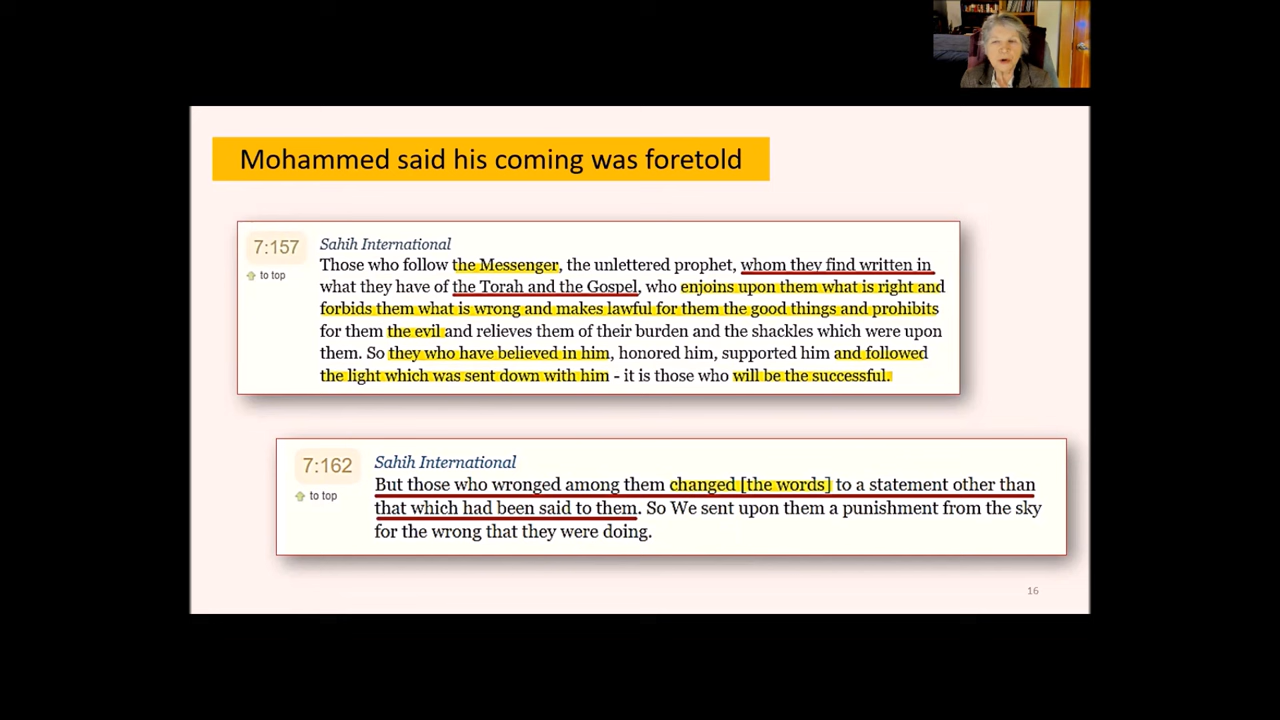 Mohammed said his coming was foretold
7:157
to top
Sahih International
Those who follow the Messenger, the unlettered prophet, whom they find written in
what they have of the Torah and the Gospel, who enjoins upon them what is right and
forbids them what is wrong and makes lawful for them the good things and prohibits
for them the evil and relieves them of their burden and the shackles which were upon
them. So they who have believed in him, honored him, supported him and followed
the light which was sent down with him - it is those who will be the successful.
7:162
to top
Sahih International
But those who wronged among them changed [the words] to a statement other than
that which had been said to them. So We sent upon them a punishment from the sky
for the wrong that they were doing.
16